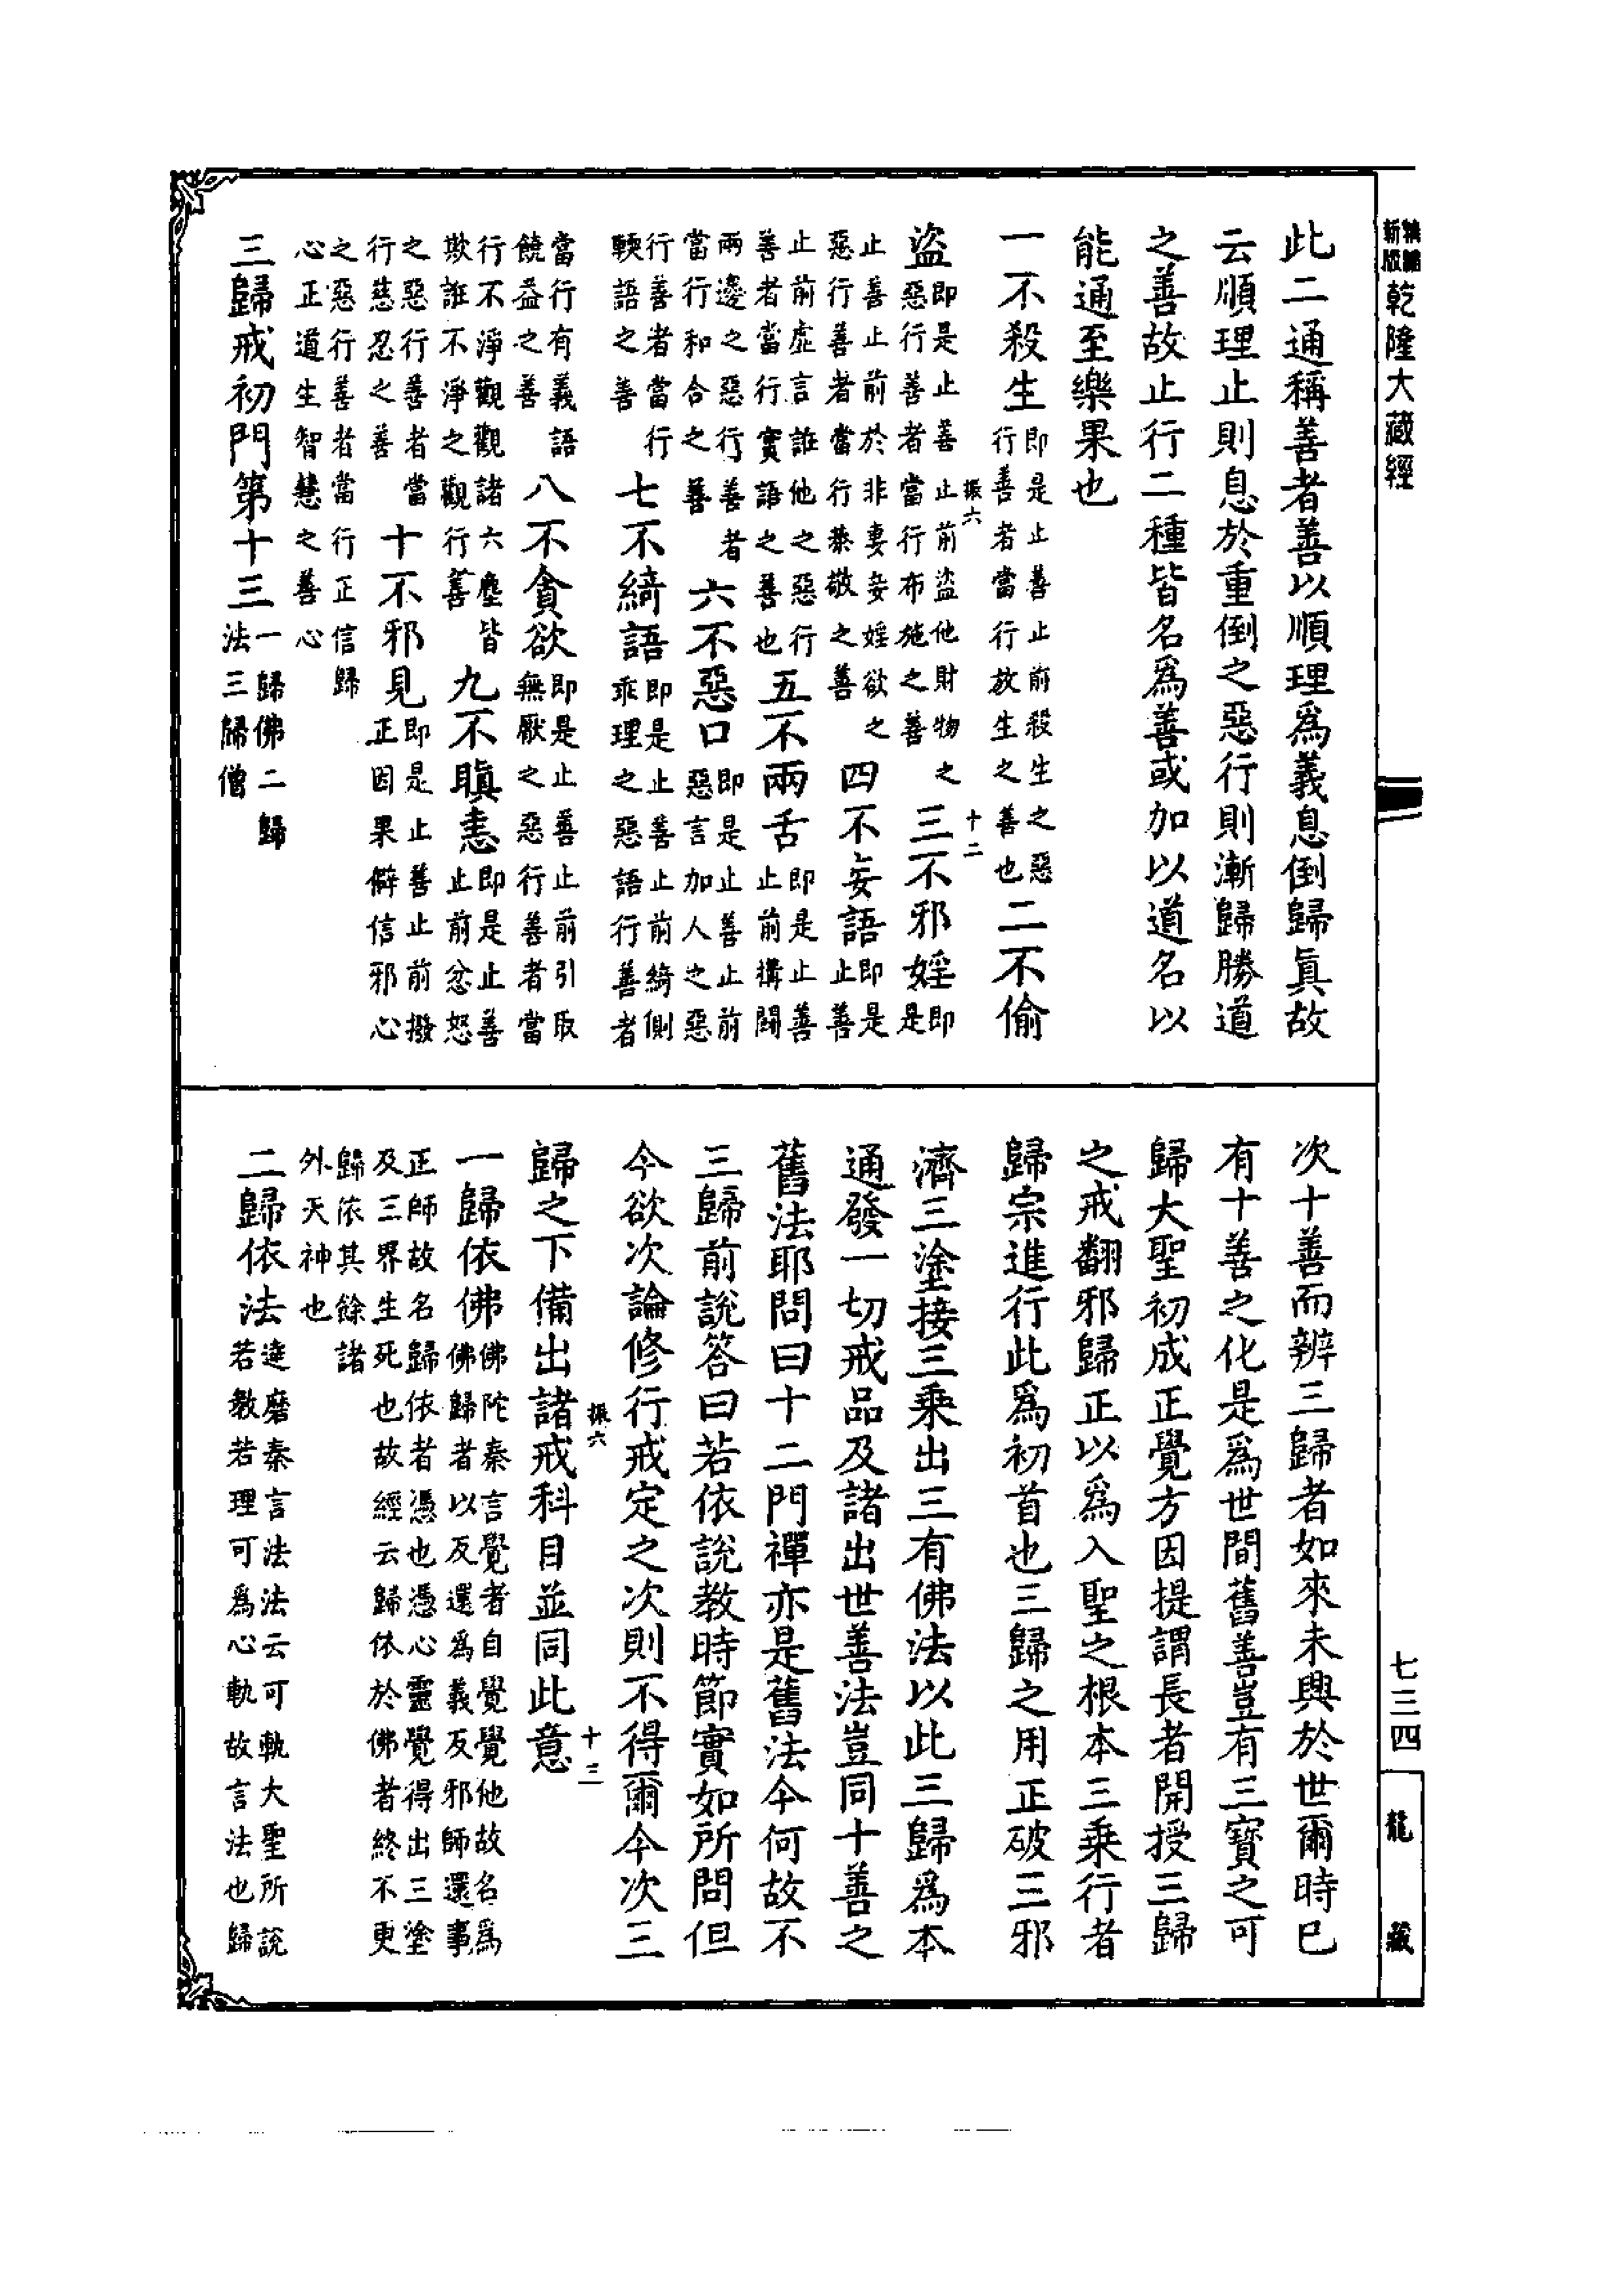 新版乾隆大藏經
此二通稱善者善以順理爲義息倒歸眞故
云順理止則息於重倒之惡行則漸歸勝道
之善故止行二種皆名爲善或加以道名以
能通至樂果也
一不殺生即是止善止前殺生之惡行善者當行放生之善也二不偷
振六 十二
盜即是止善止前盜他財物之惡行善者當行布施之善三不邪婬即是
止善止前於非妻妾婬欲之惡行善者當行恭敬之善四不妄語即是止善
止前虛言誑他之惡行善者當行實語之善也五不兩舌即是止善止前搆鬭
兩邊之惡行善者當行和合之善六不惡口即是止善止前惡言加人之惡
行善者當行輭語之善七不綺語即是止善止前綺側乖理之惡語行善者
當行有義語饒益之善八不貪欲即是止善止前引取無厭之惡行善者當
行不淨觀觀諸六塵皆欺誑不淨之觀行善九不瞋恚即是止善止前忿怒
之惡行善者當行慈忍之善十不邪見即是止善止前撥正因果僻信邪心
之惡行善者當行正信歸心正道生智慧之善心
三歸戒初門第十三一歸佛二歸法三歸僧
次十善而辨三歸者如來未興於世爾時已
有十善之化是爲世間舊善豈有三寶之可
歸大聖初成正覺方因提謂長者開授三歸
之戒翻邪歸正以爲入聖之根本三乘行者
歸宗進行此爲初首也三歸之用正破三邪
濟三塗接三乘出三有佛法以此三歸爲本
通發一切戒品及諸出世善法豈同十善之
舊法耶問曰十二門禪亦是舊法今何故不
三歸前說答曰若依說教時節實如所問但
今欲次論修行戒定之次則不得爾今次三
振六 十三
歸之下備出諸戒科目並同此意
一歸依佛佛陀秦言覺者自覺覺他故名爲佛歸者以反還爲義反邪師還事
正師故名歸依者憑也憑心靈覺得出三塗及三界生死也故經云歸依於佛者終不更
歸依其餘諸外天神也
二歸依法達磨秦言法法云可軌大聖所說若教若理可爲心軌故言法也歸
七三四
龍藏